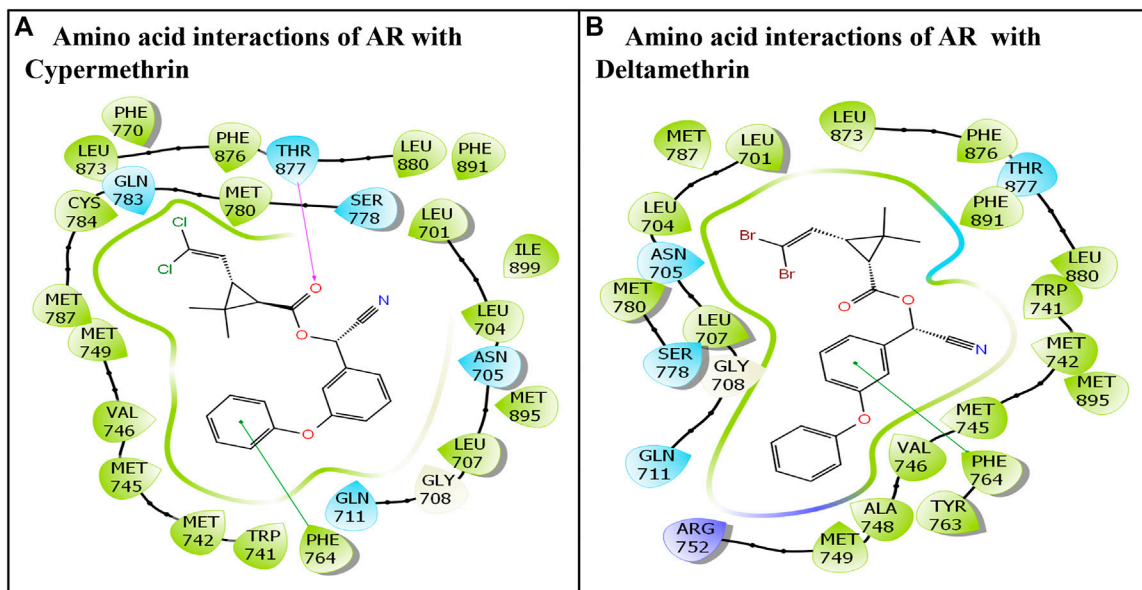 A
Amino acid interactions of AR with
Cypermethrin
PHE
770
LEU
873
PHE
876
THR
877
LEU
880
PHE
891
CYS
784
GLN
783
MET
780
SER
778
LEU
701
ILE
899
Cl
Cl
O
N
O
MET
787
MET
749
LEU
704
ASN
705
MET
895
VAL
746
MET
745
O
LEU
707
GLY
708
GLN
711
MET
742
TRP
741
PHE
764
B
Amino acid interactions of AR with
Deltamethrin
MET
787
LEU
701
LEU
873
PHE
876
THR
877
PHE
891
LEU
704
ASN
705
Br
Br
LEU
880
MET
780
LEU
707
SER
778
GLY
708
O
O
N
TRP
741
MET
742
MET
895
GLN
711
O
MET
745
VAL
746
PHE
764
ALA
748
TYR
763
ARG
752
MET
749